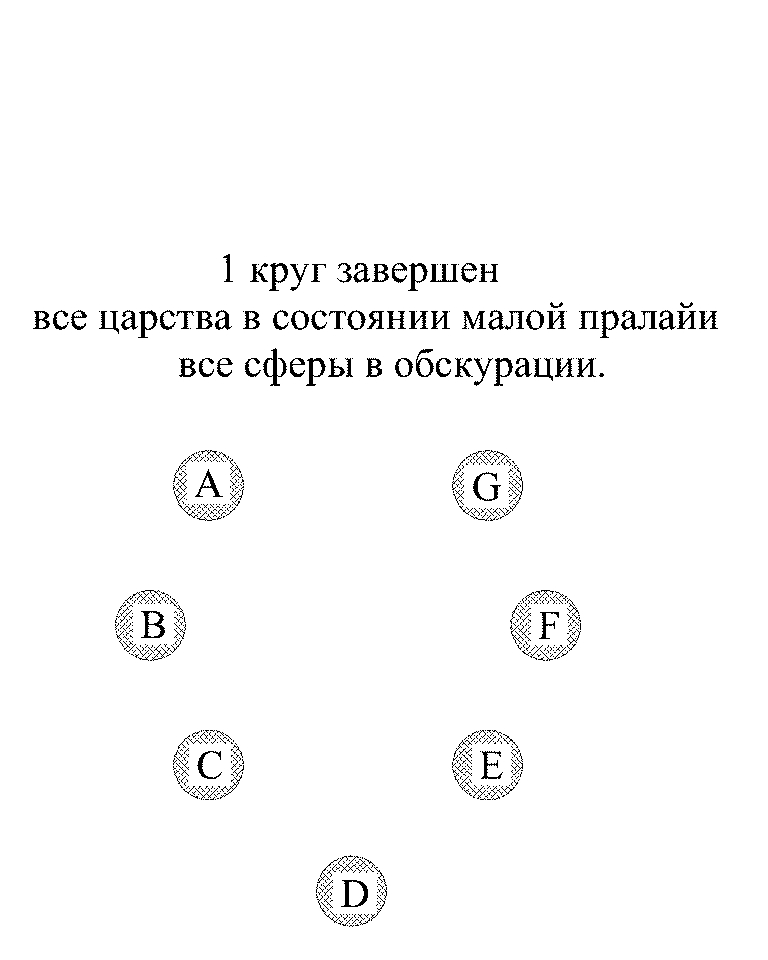 1 круг завершен
все царства в состоянии малой пралайи
все сферы в обскурации.
A G
B F
C E
D